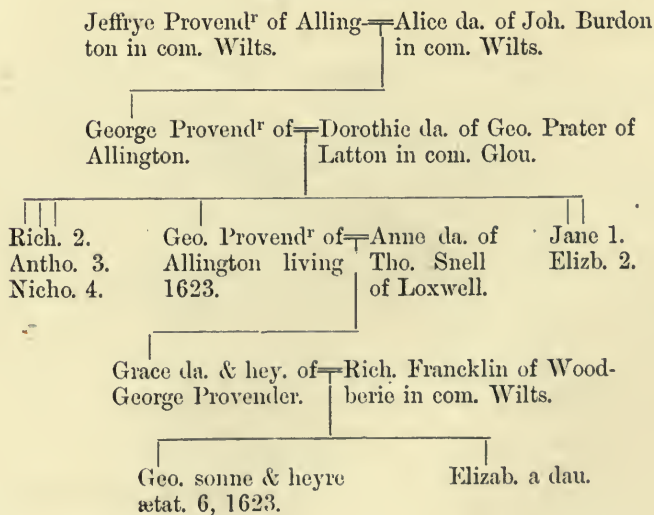 Jeffrye Provendʳ of Alling- Alice da. of Joh. Burdon
ton in com. Wilts. in com. Wilts.
George Provendʳ of Dorothie da. of Geo. Prater of
Allington. Latton in com. Glou.
Rich. 2. Geo. Provendʳ of Anne da. of Jane 1.
Antho. 3. Allington living Tho. Snell Elizb. 2.
Nicho. 4. 1623. of Loxwell.
Grace da. & hey. of Rich. Francklin of Wood-
George Provender. berie in com. Wilts.
Geo. sonne & heyre Elizab. a dau.
ætat. 6, 1623.